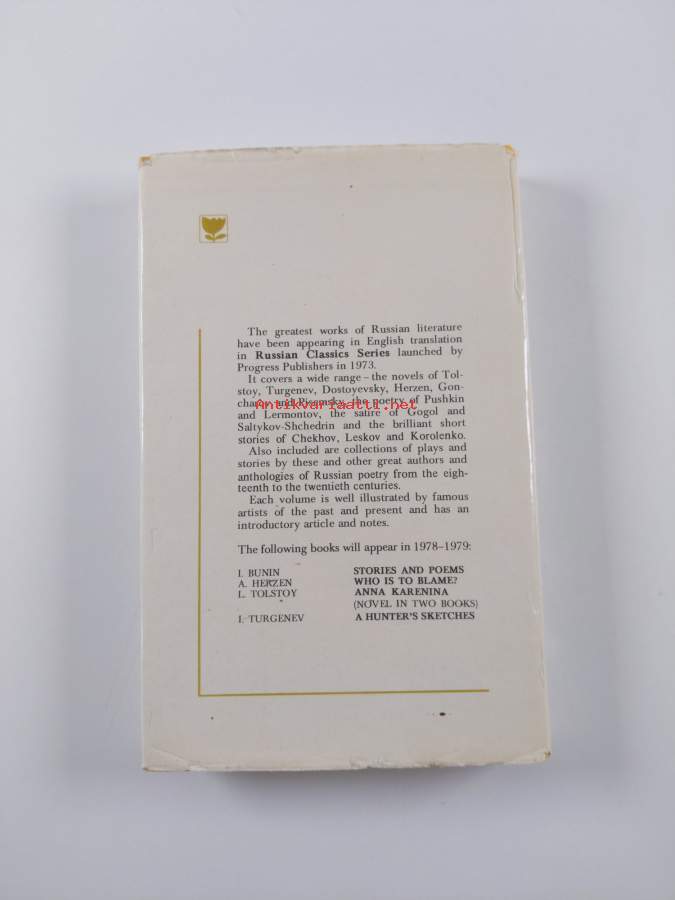 The greatest works of Russian literature
have been appearing in English translation
in Russian Classics Series launched by
Progress Publishers in 1973.
It covers a wide range – the novels of Tol-
stoy, Turgenev, Dostoyevsky, Herzen, Gon-
charov and Pisemsky, the poetry of Pushkin
Antikvariaatti.net
and Lermontov, the satire of Gogol and
Saltykov-Shchedrin and the brilliant short
stories of Chekhov, Leskov and Korolenko.
Also included are collections of plays and
stories by these and other great authors and
anthologies of Russian poetry from the eigh-
teenth to the twentieth centuries.
Each volume is well illustrated by famous
artists of the past and present and has an
introductory article and notes.
The following books will appear in 1978–1979:
I. BUNIN STORIES AND POEMS
A. HERZEN WHO IS TO BLAME?
L. TOLSTOY ANNA KARENINA
(NOVEL IN TWO BOOKS)
I. TURGENEV A HUNTER'S SKETCHES